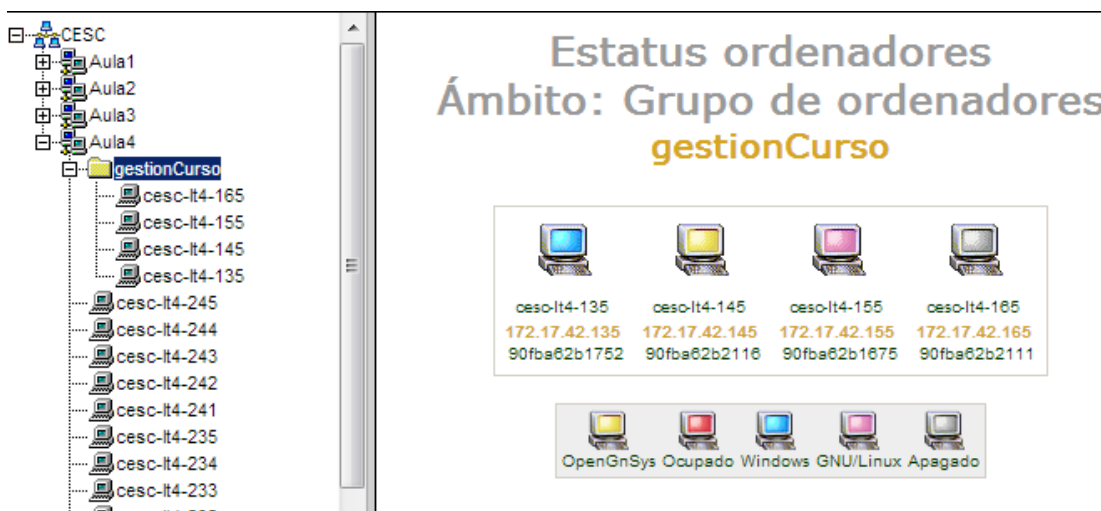 CESC
Aula1
Aula2
Aula3
Aula4
gestionCurso
cesc-lt4-165
cesc-lt4-155
cesc-lt4-145
cesc-lt4-135
cesc-lt4-245
cesc-lt4-244
cesc-lt4-243
cesc-lt4-242
cesc-lt4-241
cesc-lt4-235
cesc-lt4-234
cesc-lt4-233
Estatus ordenadores
Ámbito: Grupo de ordenadores
gestionCurso
cesc-lt4-135 cesc-lt4-145 cesc-lt4-155 cesc-lt4-165
172.17.42.135 172.17.42.145 172.17.42.155 172.17.42.165
90fba62b1752 90fba62b2116 90fba62b1675 90fba62b2111
OpenGnSys Ocupado Windows GNU/Linux Apagado